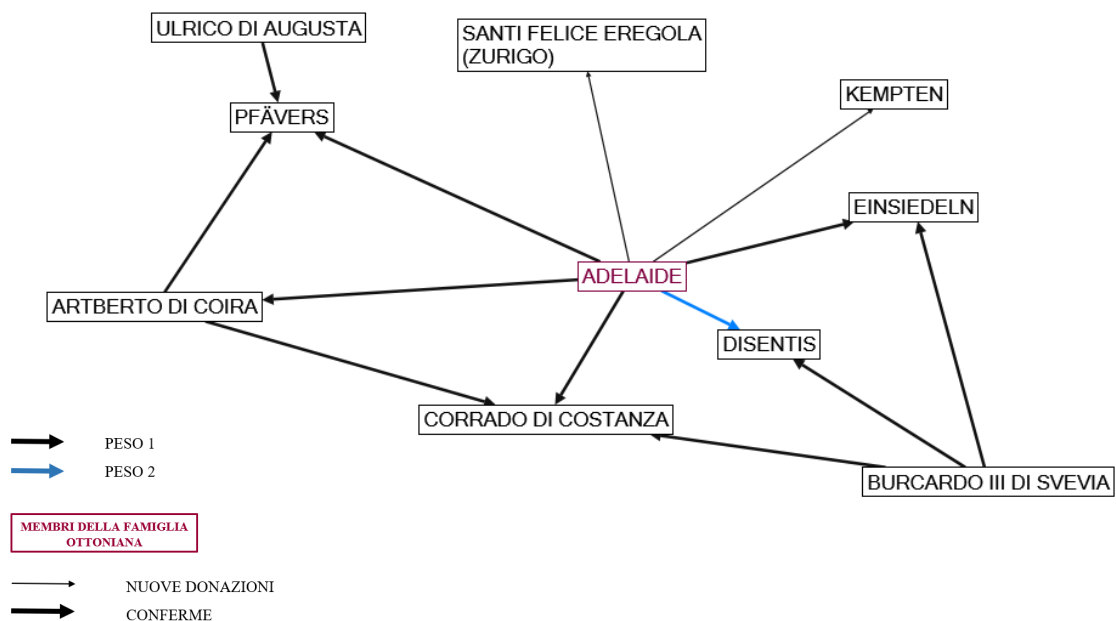 ULRICO DI AUGUSTA
SANTI FELICE EREGOLA
(ZURIGO)
KEMPTEN
PFÄVERS
EINSIEDELN
ADELAIDE
ARTBERTO DI COIRA
DISENTIS
CORRADO DI COSTANZA
BURCARDO III DI SVEVIA
PESO 1
PESO 2
MEMBRI DELLA FAMIGLIA
OTTONIANA
NUOVE DONAZIONI
CONFERME